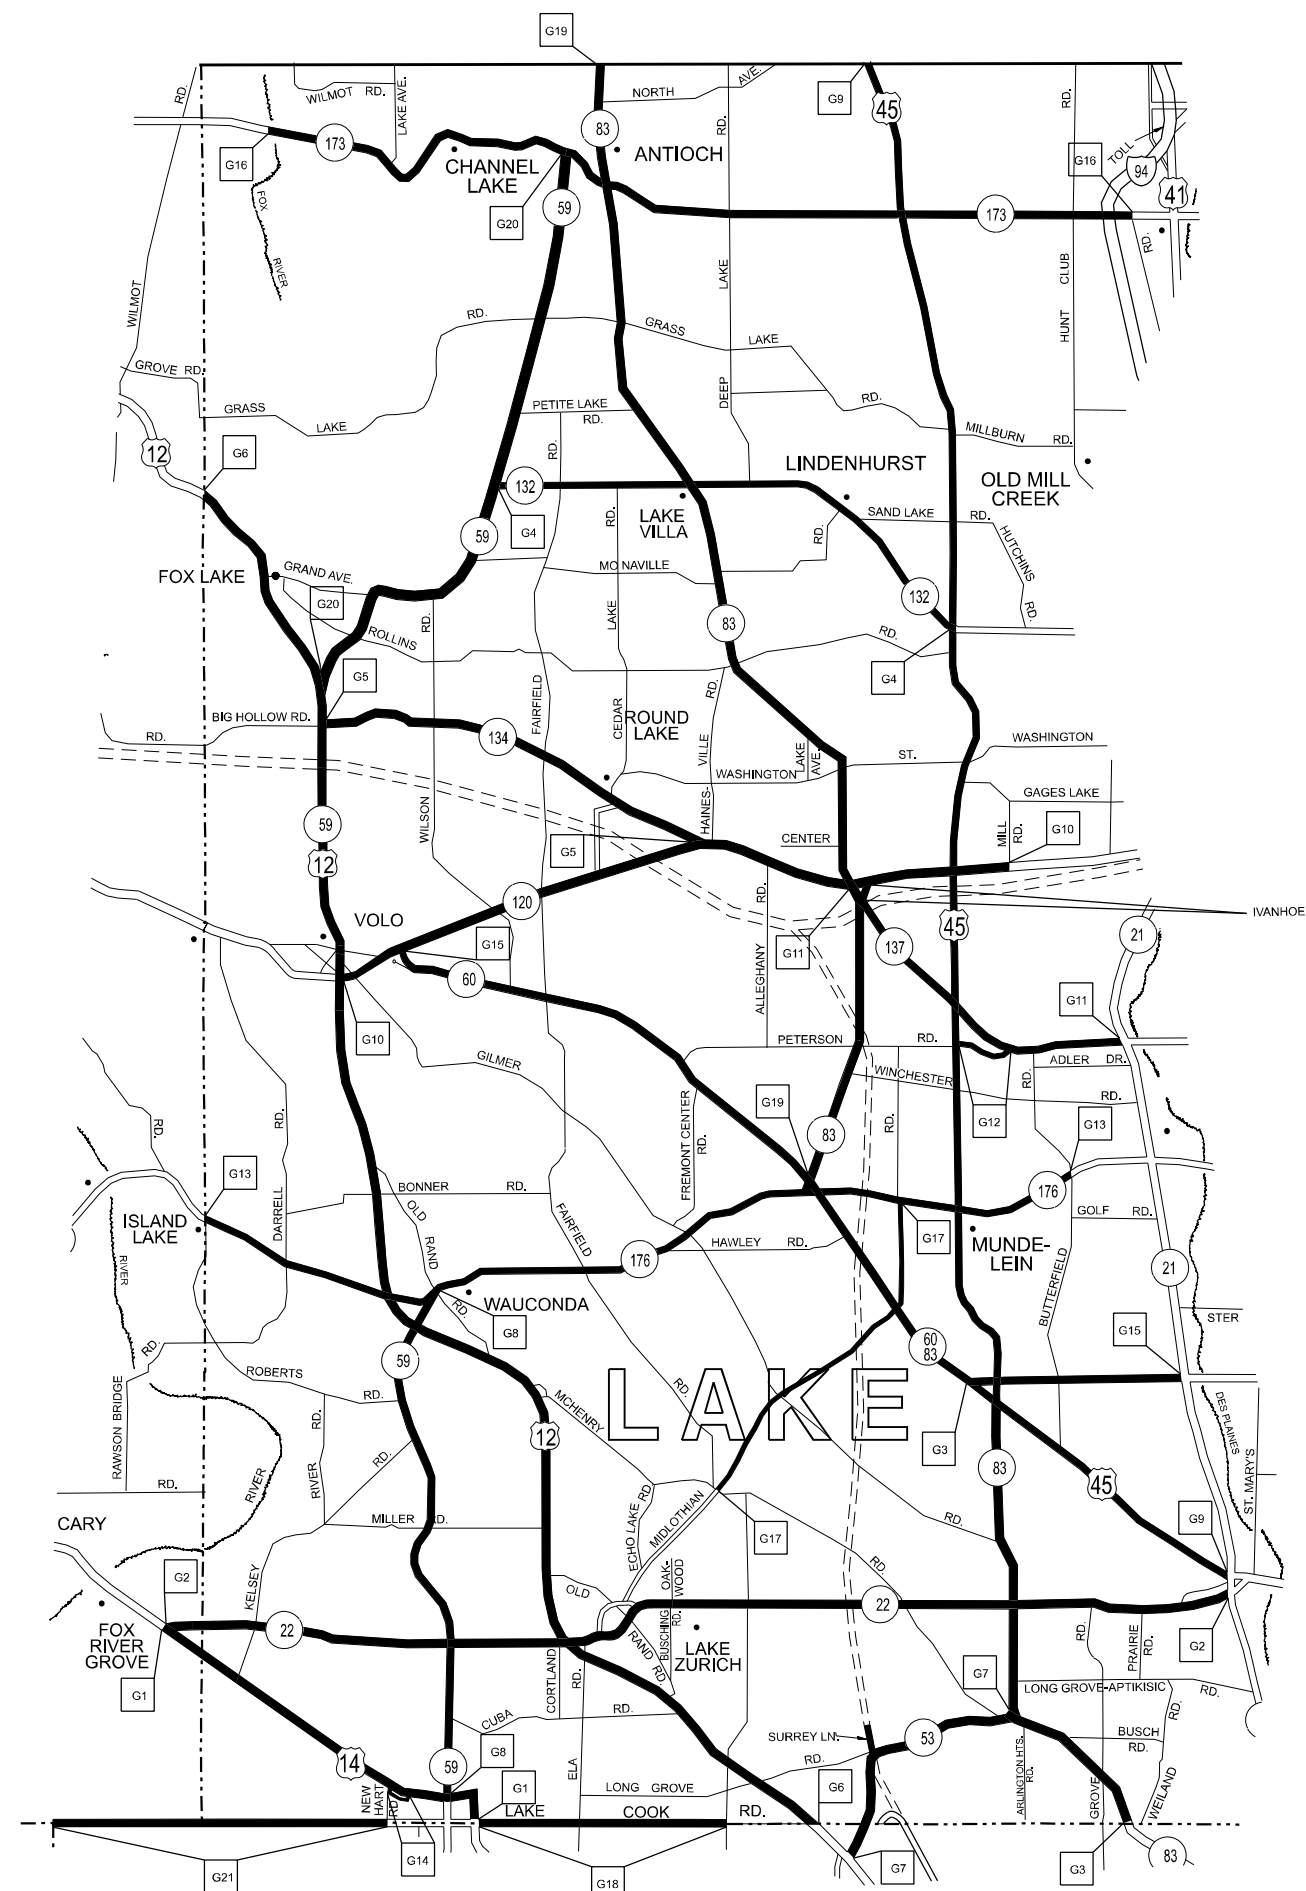 G19
RD.
WILMOT RD.
LAKE AVE.
NORTH AVE.
RD.
G9
45
RD.
TOLL
94
G16
41
83
ANTIOCH
173
G16
CHANNEL
LAKE
G20
59
FOX
RIVER
173
RD.
WILMOT
LAKE
HUNT CLUB
RD.
GRASS
LAKE
GROVE RD.
GRASS
LAKE
PETITE LAKE
RD.
DEEP
RD.
MILLBURN RD.
12
G6
RD.
132
G4
LINDENHURST
OLD MILL
CREEK
LAKE
VILLA
RD.
SAND LAKE RD.
RD.
HUTCHINS
RD.
59
FOX LAKE
GRAND AVE.
G20
MONAVILLE
ROLLINS
RD.
LAKE
83
132
RD.
G4
G5
FAIRFIELD
CEDAR
ROUND
LAKE
RD.
BIG HOLLOW RD.
RD.
134
VILLE
HAINES-
WASHINGTON
LAKE
AVE.
ST.
WASHINGTON
GAGES LAKE
MILL
RD.
G10
59
12
WILSON
G5
CENTER
120
VOLO
G15
60
RD.
ALLEGHANY
G11
137
45
IVANHOE
21
G10
G11
GILMER
PETERSON RD.
WINCHESTER
RD.
ADLER DR.
RD.
G12
G13
RD.
RD.
G19
83
RD.
FREMONT CENTER
RD.
176
G13
ISLAND
LAKE
RIVER
DARRELL
BONNER RD.
OLD
RAND
RD.
FAIRFIELD
HAWLEY RD.
176
G17
MUNDE-
LEIN
GOLF RD.
BUTTERFIELD
21
STER
WAUCONDA
G8
59
RD.
60
83
G15
ROBERTS
RD.
RAWSON BRIDGE
RD.
LAKE
MCHENRY
RD.
12
G3
DES PLAINES
ST. MARY'S
RD.
RIVER
RD.
RIVER
RD.
83
45
CARY
MILLER RD.
ECHO LAKE
RD.
MIDLOTHIAN
G17
RD.
RD.
G9
G2
KELSEY
OLD
RAND RD.
BUSCHING
RD.
OAK-
WOOD
22
22
FOX
RIVER
GROVE
LAKE
ZURICH
G1
CORTLAND
RD.
G7
RD.
PRAIRIE
RD.
G2
LONG GROVE-APTIKISIC
RD.
CUBA RD.
SURREY LN.
53
BUSCH
RD.
RD.
14
59
G8
G1
ELA
LONG GROVE
RD.
G6
ARLINGTON HTS.
RD.
GROVE
WEILAND
NEW
HART
RD.
LAKE COOK RD.
G21
G14
G18
G7
G3
83